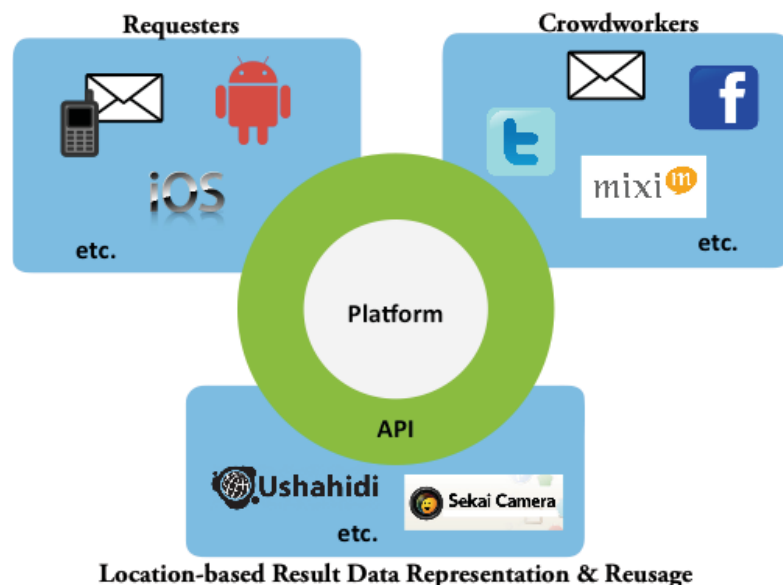 Requesters
Crowdworkers
f
t
iOS
mixi m
etc.
etc.
Platform
API
Ushahidi
Sekai Camera
etc.
Location-based Result Data Representation & Reusage